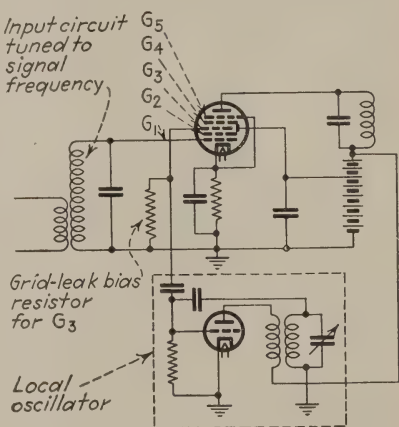 Input circuit
tuned to
signal
frequency
G5
G4
G3
G2
G1
Grid-leak bias
resistor
for G3
Local
oscillator